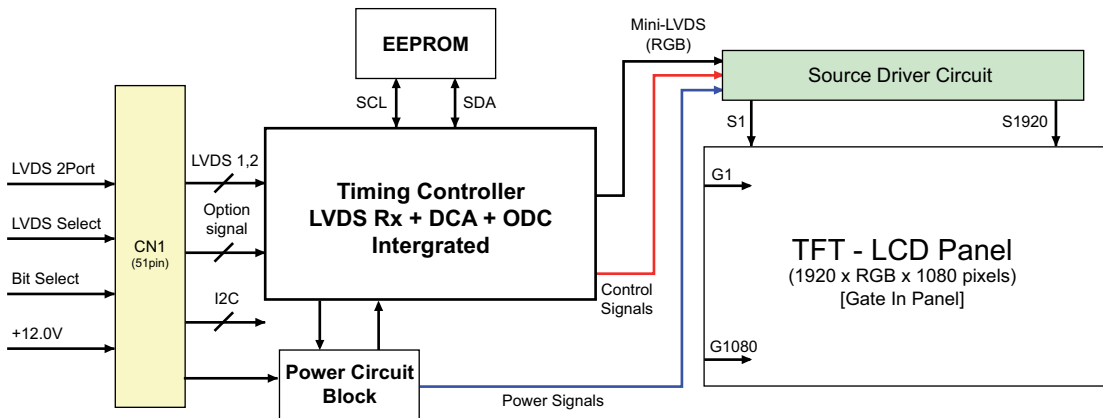 EEPROM
SCL
SDA
Mini-LVDS
(RGB)
Source Driver Circuit
S1
S1920
LVDS 2Port
LVDS Select
Bit Select
+12.0V
CN1
(51pin)
LVDS 1,2
Option
signal
I2C
Timing Controller
LVDS Rx + DCA + ODC
Intergrated
Control
Signals
Power Circuit
Block
Power Signals
G1
TFT - LCD Panel
(1920 x RGB x 1080 pixels)
[Gate In Panel]
G1080